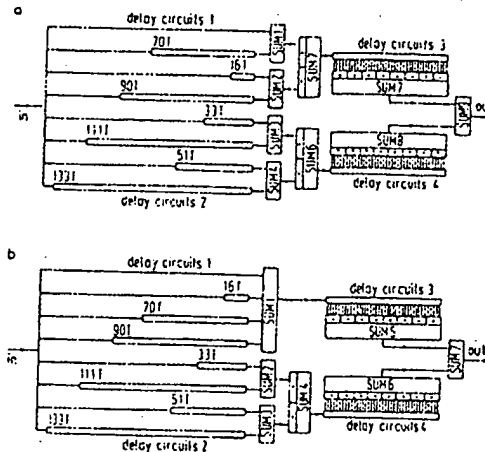 a
delay circuits 1
70T
SUM1
16T
90T
SUM2
SUM5
delay circuits 3
SUM7
33T
SUM3
111T
51T
SUM4
SUM6
133T
delay circuits 2
SUM8
delay circuits 4
b
delay circuits 1
16T
70T
SUM1
90T
delay circuits 3
SUM5
33T
SUM2
111T
51T
SUM3
SUM4
133T
delay circuits 2
SUM6
delay circuits 4
SUM7
out